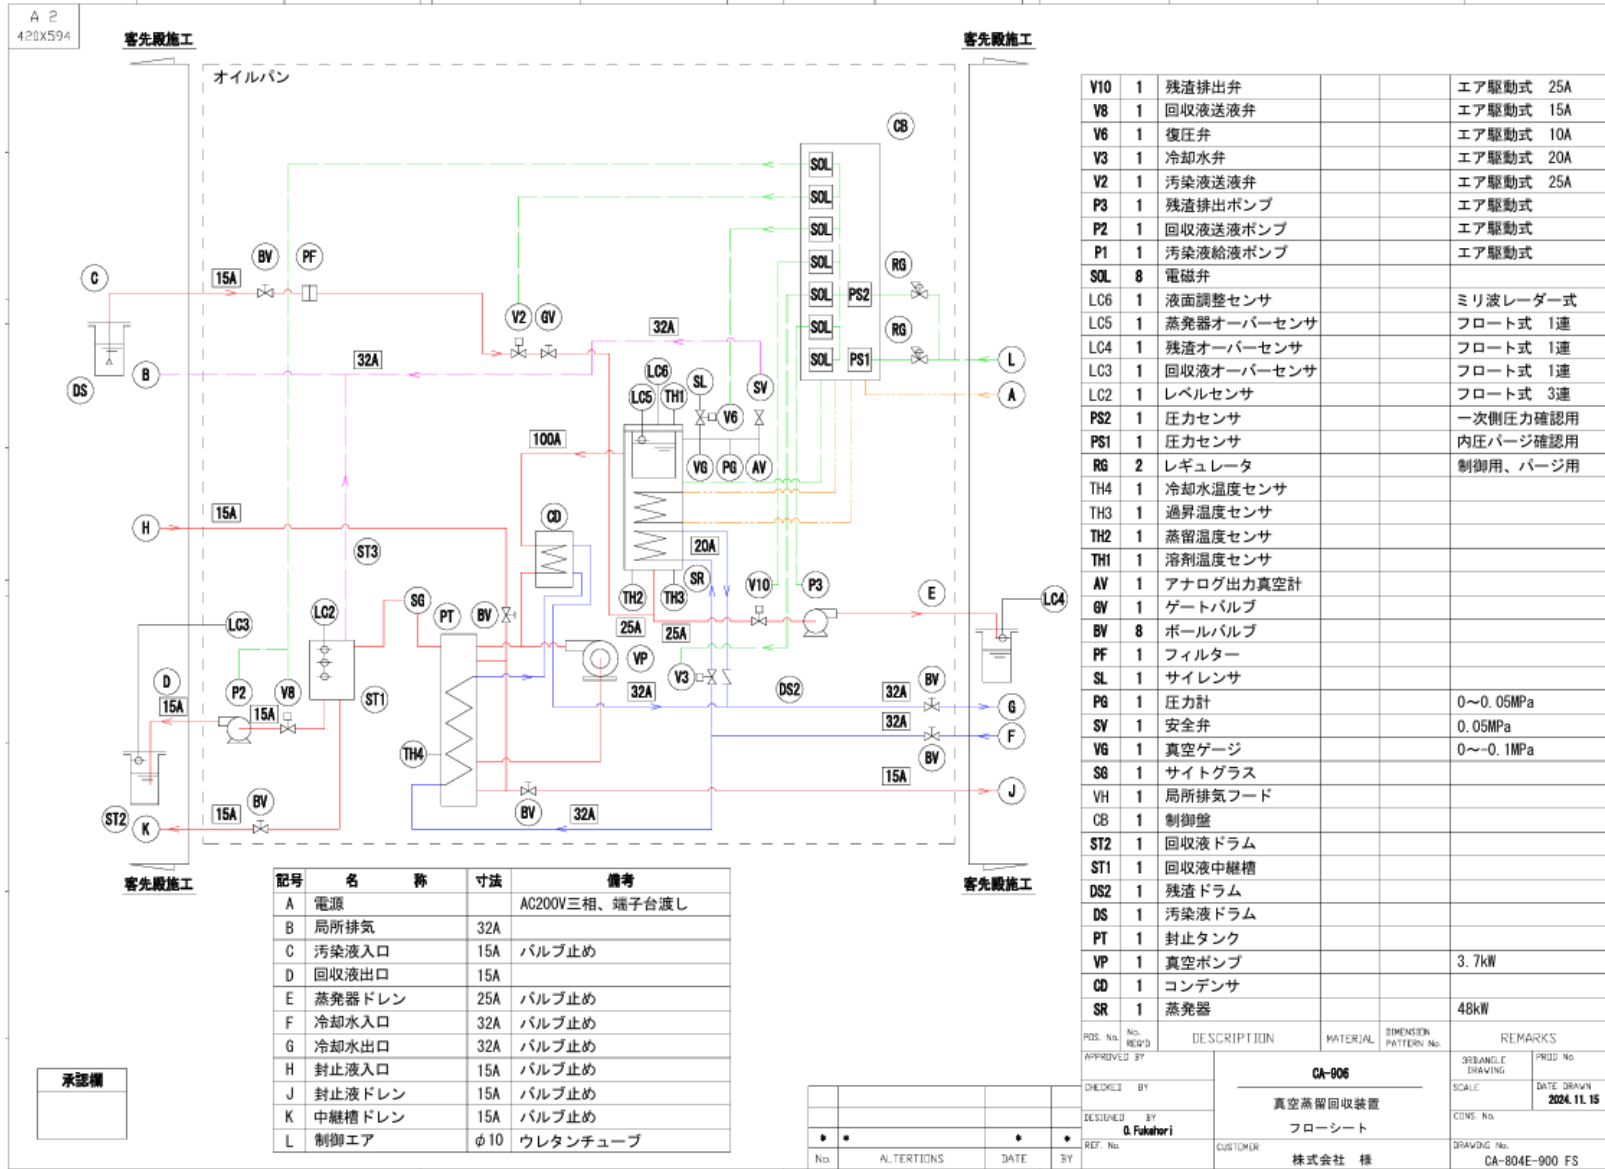 A 2
420X594
客先殿施工
客先殿施工
オイルパン
CB
SOL
SOL
SOL
SOL
RG
BV
PF
C
15A
SOL
PS2
V2
GV
SOL
RG
32A
SOL
PS1
L
32A
B
LC6
SL
SV
DS
LC5
TH1
V6
A
100A
VG
PG
AV
H
15A
CD
ST3
20A
SR
V10
P3
TH2
TH3
E
LC4
SG
LC3
LC2
PT
BV
25A
25A
VP
D
P2
V8
ST1
V3
DS2
BV
32A
32A
15A
15A
G
32A
F
TH4
BV
15A
J
ST2
K
15A
BV
BV
32A
客先殿施工
客先殿施工
記号 名 称 寸法 備考
A 電源 AC200V三相、端子台渡し
B 局所排気 32A
C 汚染液入口 15A バルブ止め
D 回収液出口 15A
E 蒸発器ドレン 25A バルブ止め
F 冷却水入口 32A バルブ止め
G 冷却水出口 32A バルブ止め
H 封止液入口 15A バルブ止め
J 封止液ドレン 15A バルブ止め
K 中継槽ドレン 15A バルブ止め
L 制御エア φ10 ウレタンチューブ
承認欄
V10 1 残渣排出弁 エア駆動式 25A
V8 1 回収液送液弁 エア駆動式 15A
V6 1 復圧弁 エア駆動式 10A
V3 1 冷却水弁 エア駆動式 20A
V2 1 汚染液送液弁 エア駆動式 25A
P3 1 残渣排出ポンプ エア駆動式
P2 1 回収液送液ポンプ エア駆動式
P1 1 汚染液給液ポンプ エア駆動式
SOL 8 電磁弁
LC6 1 液面調整センサ ミリ波レーダー式
LC5 1 蒸発器オーバーセンサ フロート式 1連
LC4 1 残渣オーバーセンサ フロート式 1連
LC3 1 回収液オーバーセンサ フロート式 1連
LC2 1 レベルセンサ フロート式 3連
PS2 1 圧力センサ 一次側圧力確認用
PS1 1 圧力センサ 内圧パージ確認用
RG 2 レギュレータ 制御用、パージ用
TH4 1 冷却水温度センサ
TH3 1 過昇温度センサ
TH2 1 蒸留温度センサ
TH1 1 溶剤温度センサ
AV 1 アナログ出力真空計
GV 1 ゲートバルブ
BV 8 ボールバルブ
PF 1 フィルター
SL 1 サイレンサ
PG 1 圧力計 0～0.05MPa
SV 1 安全弁 0.05MPa
VG 1 真空ゲージ 0～-0.1MPa
SG 1 サイトグラス
VH 1 局所排気フード
CB 1 制御盤
ST2 1 回収液ドラム
ST1 1 回収液中継槽
DS2 1 残渣ドラム
DS 1 汚染液ドラム
PT 1 封止タンク
VP 1 真空ポンプ 3.7kW
CD 1 コンデンサ
SR 1 蒸発器 48kW
POS. No. No. REQ'D DESCRIPTION MATERIAL DIMENSION PATTERN No. REMARKS
APPROVED BY
CHECKED BY
DESIGNED BY
O.Fukahori
REF. No.
CA-906
真空蒸留回収装置
フローシート
CUSTOMER
株式会社 様
3RDANGLE DRAWING
PROD No.
SCALE
DATE DRAWN
2024.11.15
CONS. No.
DRAWING No.
CA-804E-900 FS
* * * *
No. ALTERTIONS DATE BY